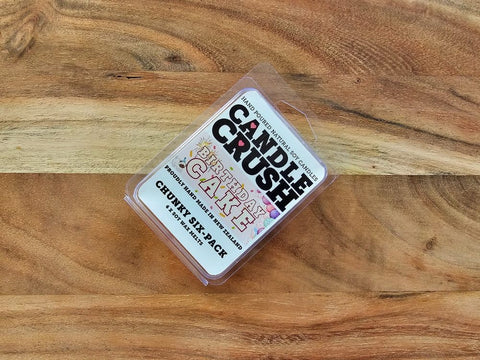 HAND POURED NATURAL SOY CANDLES
CANDLE
CRUSH
BIRTHDAY
CAKE
PROUDLY HAND MADE IN NEW ZEALAND
CHUNKY SIX-PACK
6 X SOY WAX MELTS